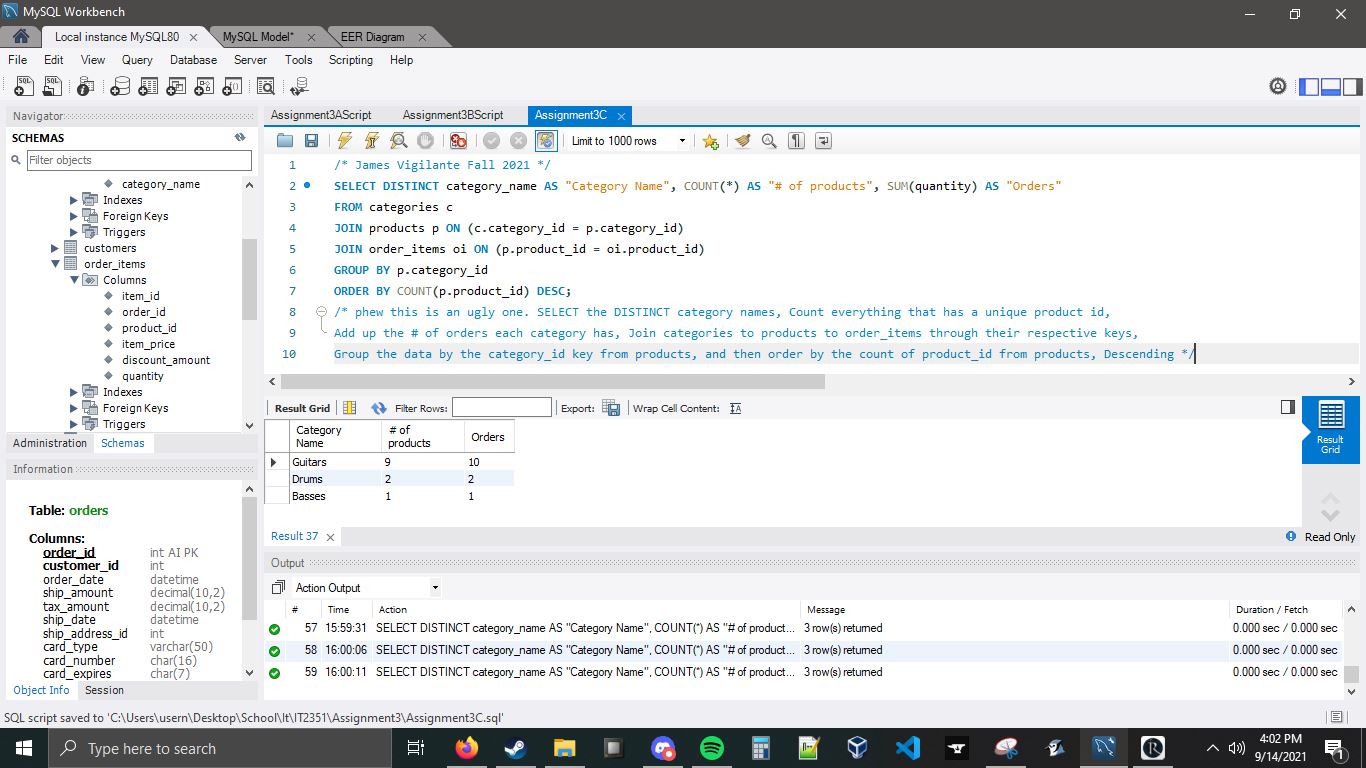 MySQL Workbench
Local instance MySQL80 × MySQL Model* × EER Diagram ×
File Edit View Query Database Server Tools Scripting Help
Navigator
SCHEMAS
Filter objects
category_name
Indexes
Foreign Keys
Triggers
customers
order_items
Columns
item_id
order_id
product_id
item_price
discount_amount
quantity
Indexes
Foreign Keys
Triggers
Administration Schemas
Information
Table: orders
Columns:
order_id int AI PK
customer_id int
order_date datetime
ship_amount decimal(10,2)
tax_amount decimal(10,2)
ship_date datetime
ship_address_id int
card_type varchar(50)
card_number char(16)
card_expires char(7)
Object Info Session
Assignment3AScript Assignment3BScript Assignment3C ×
Limit to 1000 rows
1 /* James Vigilante Fall 2021 */
2 SELECT DISTINCT category_name AS "Category Name", COUNT(*) AS "# of products", SUM(quantity) AS "Orders"
3 FROM categories c
4 JOIN products p ON (c.category_id = p.category_id)
5 JOIN order_items oi ON (p.product_id = oi.product_id)
6 GROUP BY p.category_id
7 ORDER BY COUNT(p.product_id) DESC;
8 /* phew this is an ugly one. SELECT the DISTINCT category names, Count everything that has a unique product id,
9 Add up the # of orders each category has, Join categories to products to order_items through their respective keys,
10 Group the data by the category_id key from products, and then order by the count of product_id from products, Descending */
Result Grid Filter Rows: Export: Wrap Cell Content:
Category Name # of products Orders
Guitars 9 10
Drums 2 2
Basses 1 1
Result Grid
Result 37 × Read Only
Output
Action Output
# Time Action Message Duration / Fetch
57 15:59:31 SELECT DISTINCT category_name AS "Category Name", COUNT(*) AS "# of product... 3 row(s) returned 0.000 sec / 0.000 sec
58 16:00:06 SELECT DISTINCT category_name AS "Category Name", COUNT(*) AS "# of product... 3 row(s) returned 0.000 sec / 0.000 sec
59 16:00:11 SELECT DISTINCT category_name AS "Category Name", COUNT(*) AS "# of product... 3 row(s) returned 0.000 sec / 0.000 sec
SQL script saved to 'C:\Users\usern\Desktop\School\It\IT2351\Assignment3\Assignment3C.sql'
Type here to search
4:02 PM
9/14/2021
1